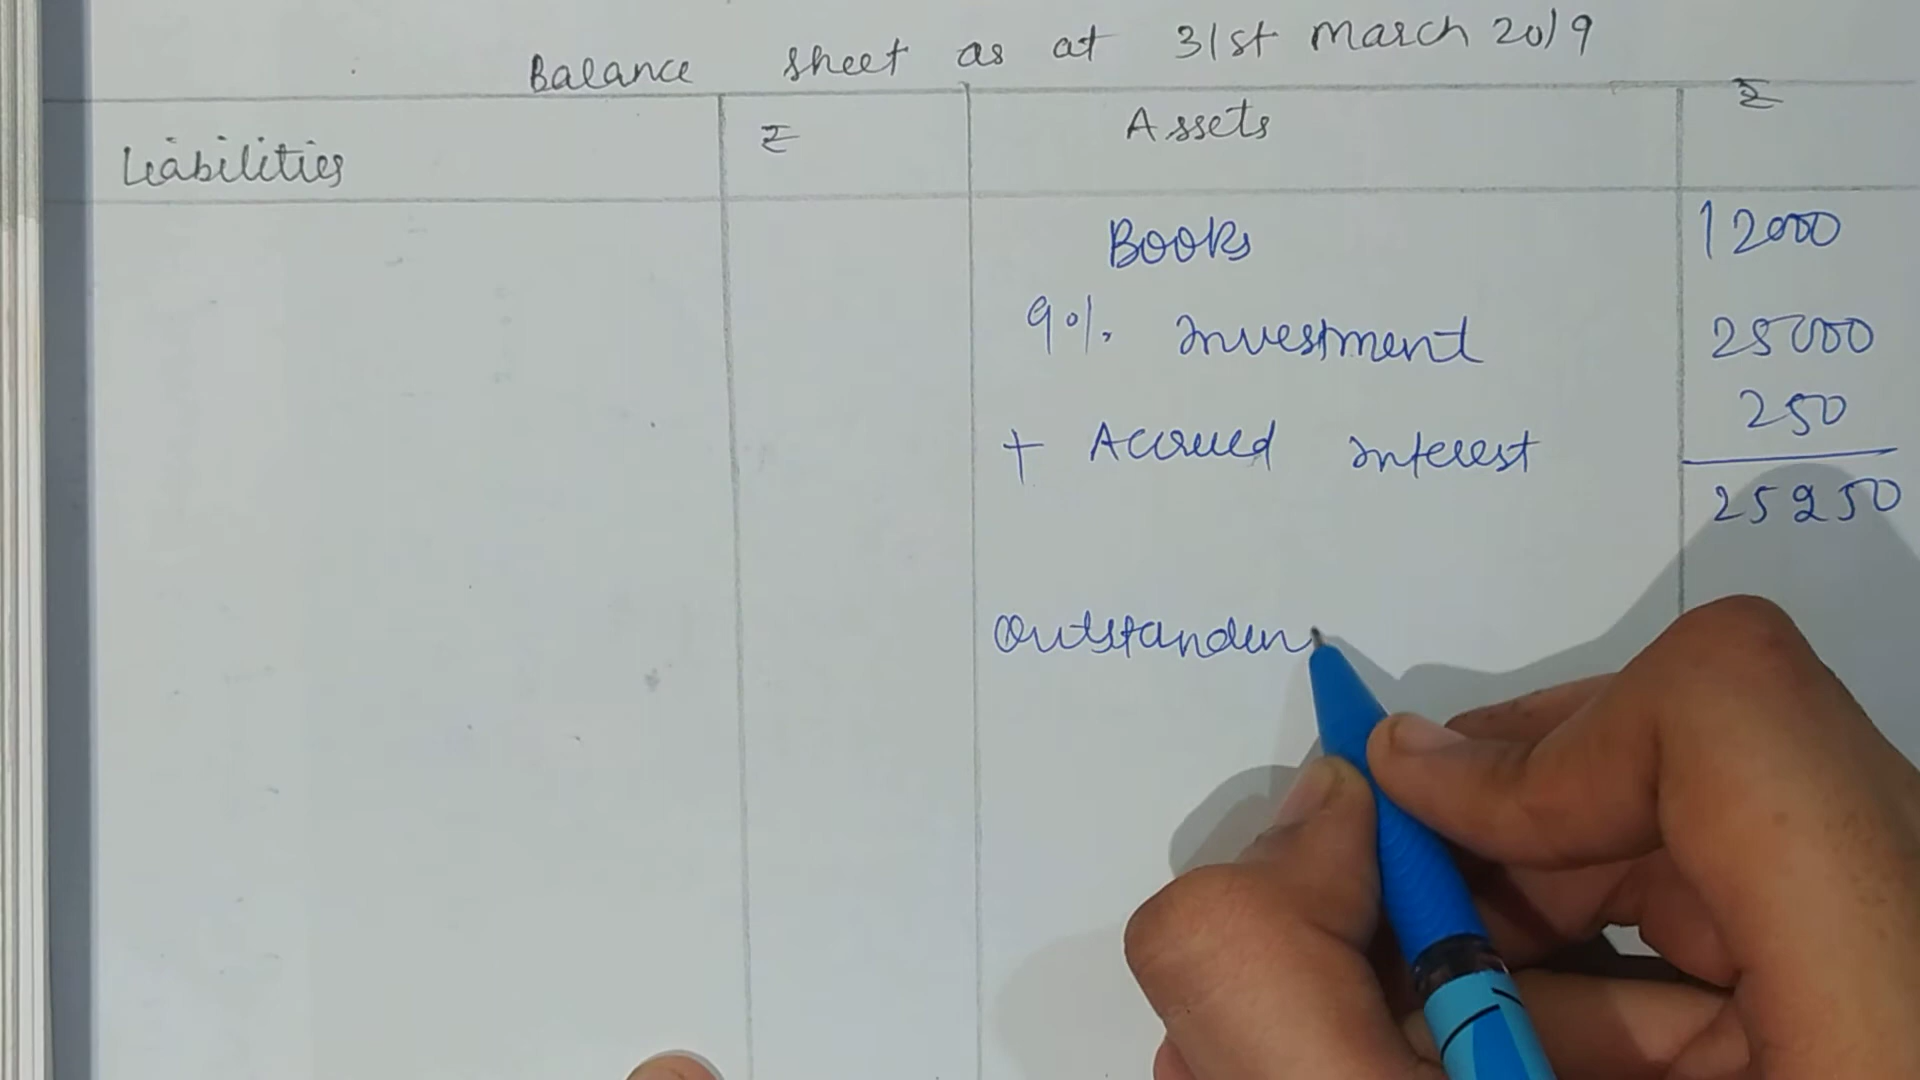 Balance sheet as at 31st March 2019
Liabilities ₹ Assets ₹
Books 12000
9% Investment 25000
+ Accrued Interest 250
25250
Outstandin